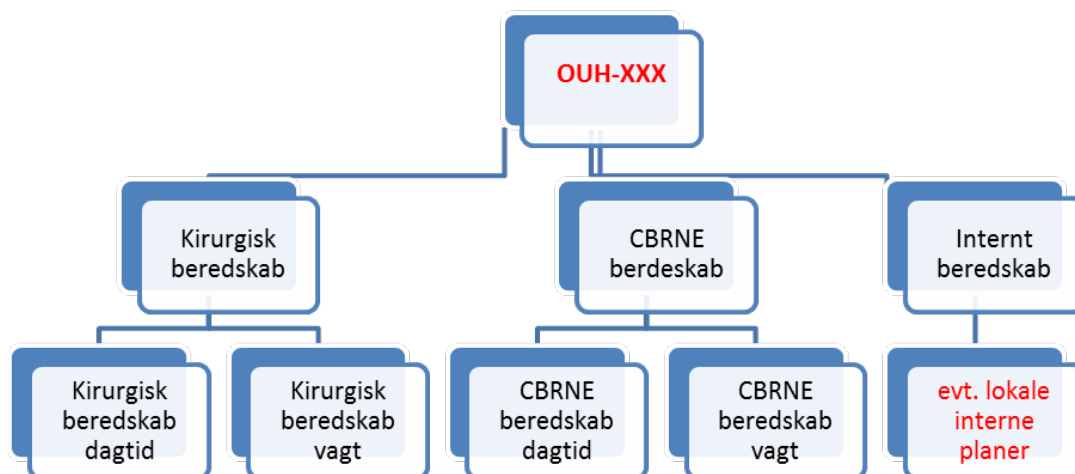 OUH-XXX
Kirurgisk
beredskab
CBRNE
berdeskab
Internt
beredskab
Kirurgisk
beredskab
dagtid
Kirurgisk
beredskab
vagt
CBRNE
beredskab
dagtid
CBRNE
beredskab
vagt
evt. lokale
interne
planer